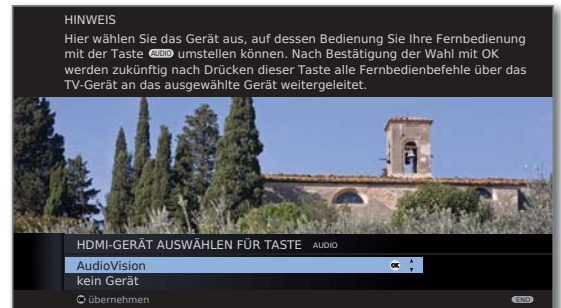 HINWEIS
Hier wählen Sie das Gerät aus, auf dessen Bedienung Sie Ihre Fernbedienung
mit der Taste AUDIO umstellen können. Nach Bestätigung der Wahl mit OK
werden zukünftig nach Drücken dieser Taste alle Fernbedienbefehle über das
TV-Gerät an das ausgewählte Gerät weitergeleitet.
HDMI-GERÄT AUSWÄHLEN FÜR TASTE AUDIO
AudioVision OK
kein Gerät
OK übernehmen END